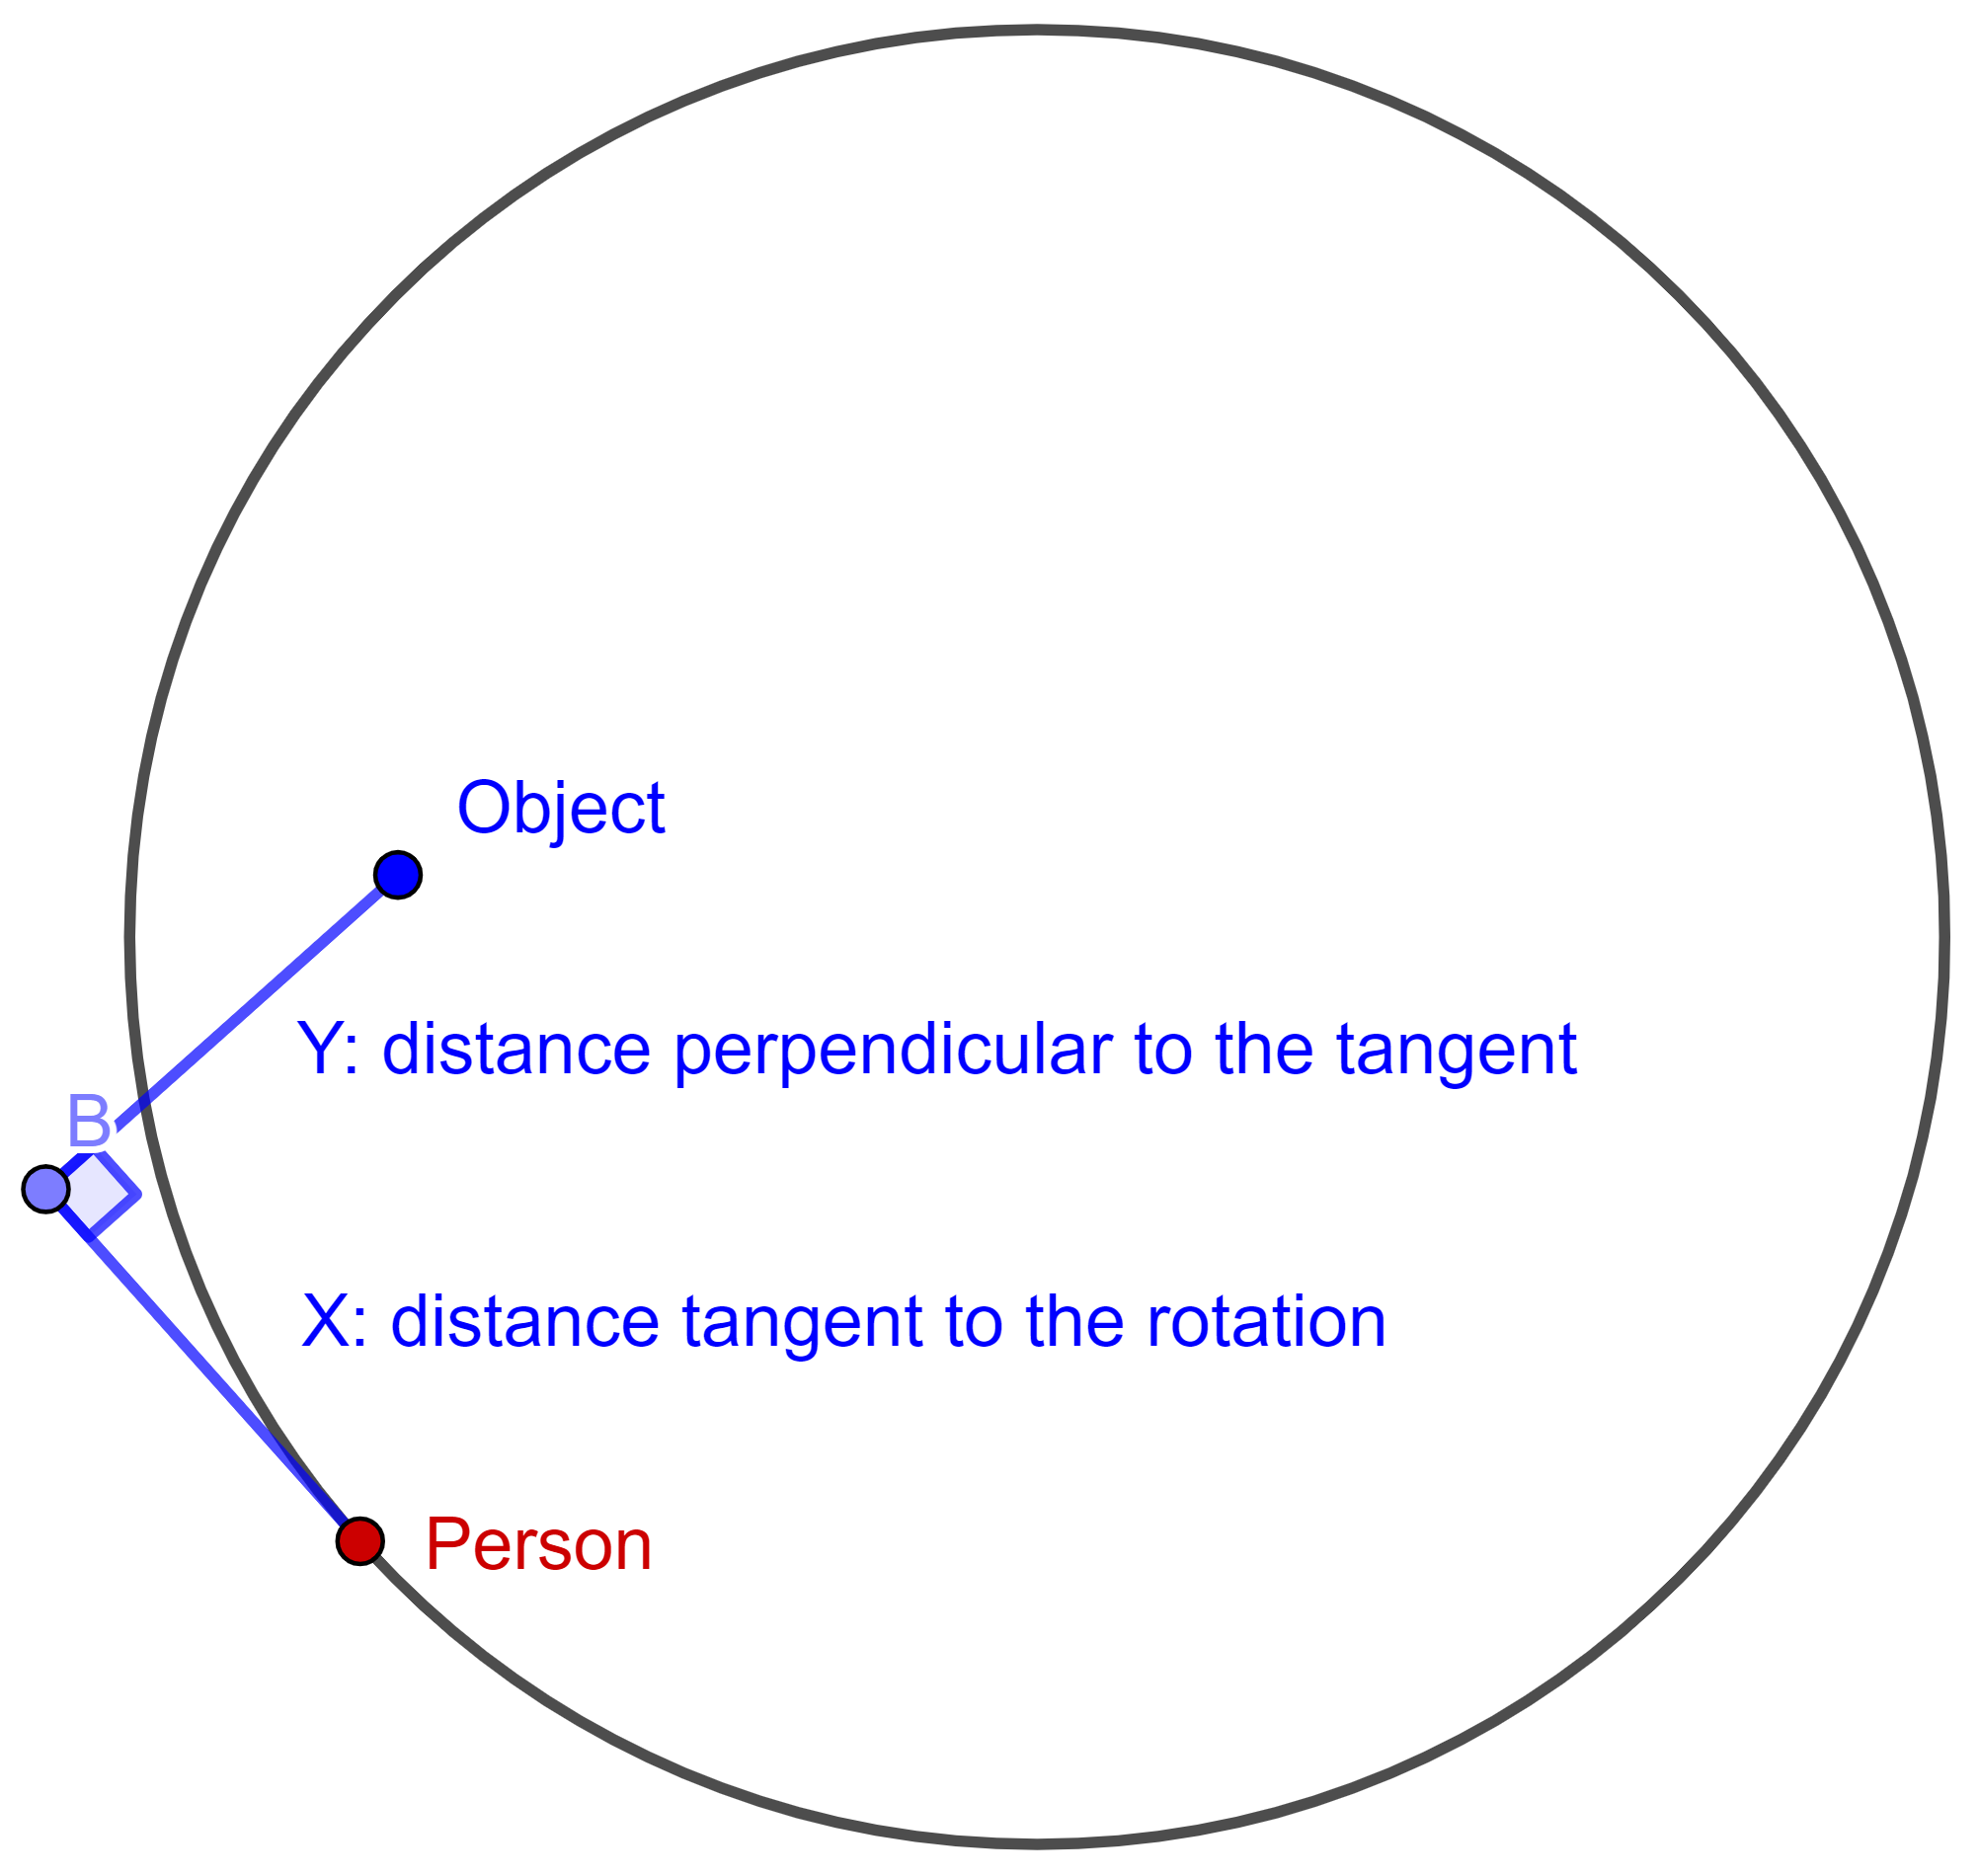 Object
Y: distance perpendicular to the tangent
B
X: distance tangent to the rotation
Person